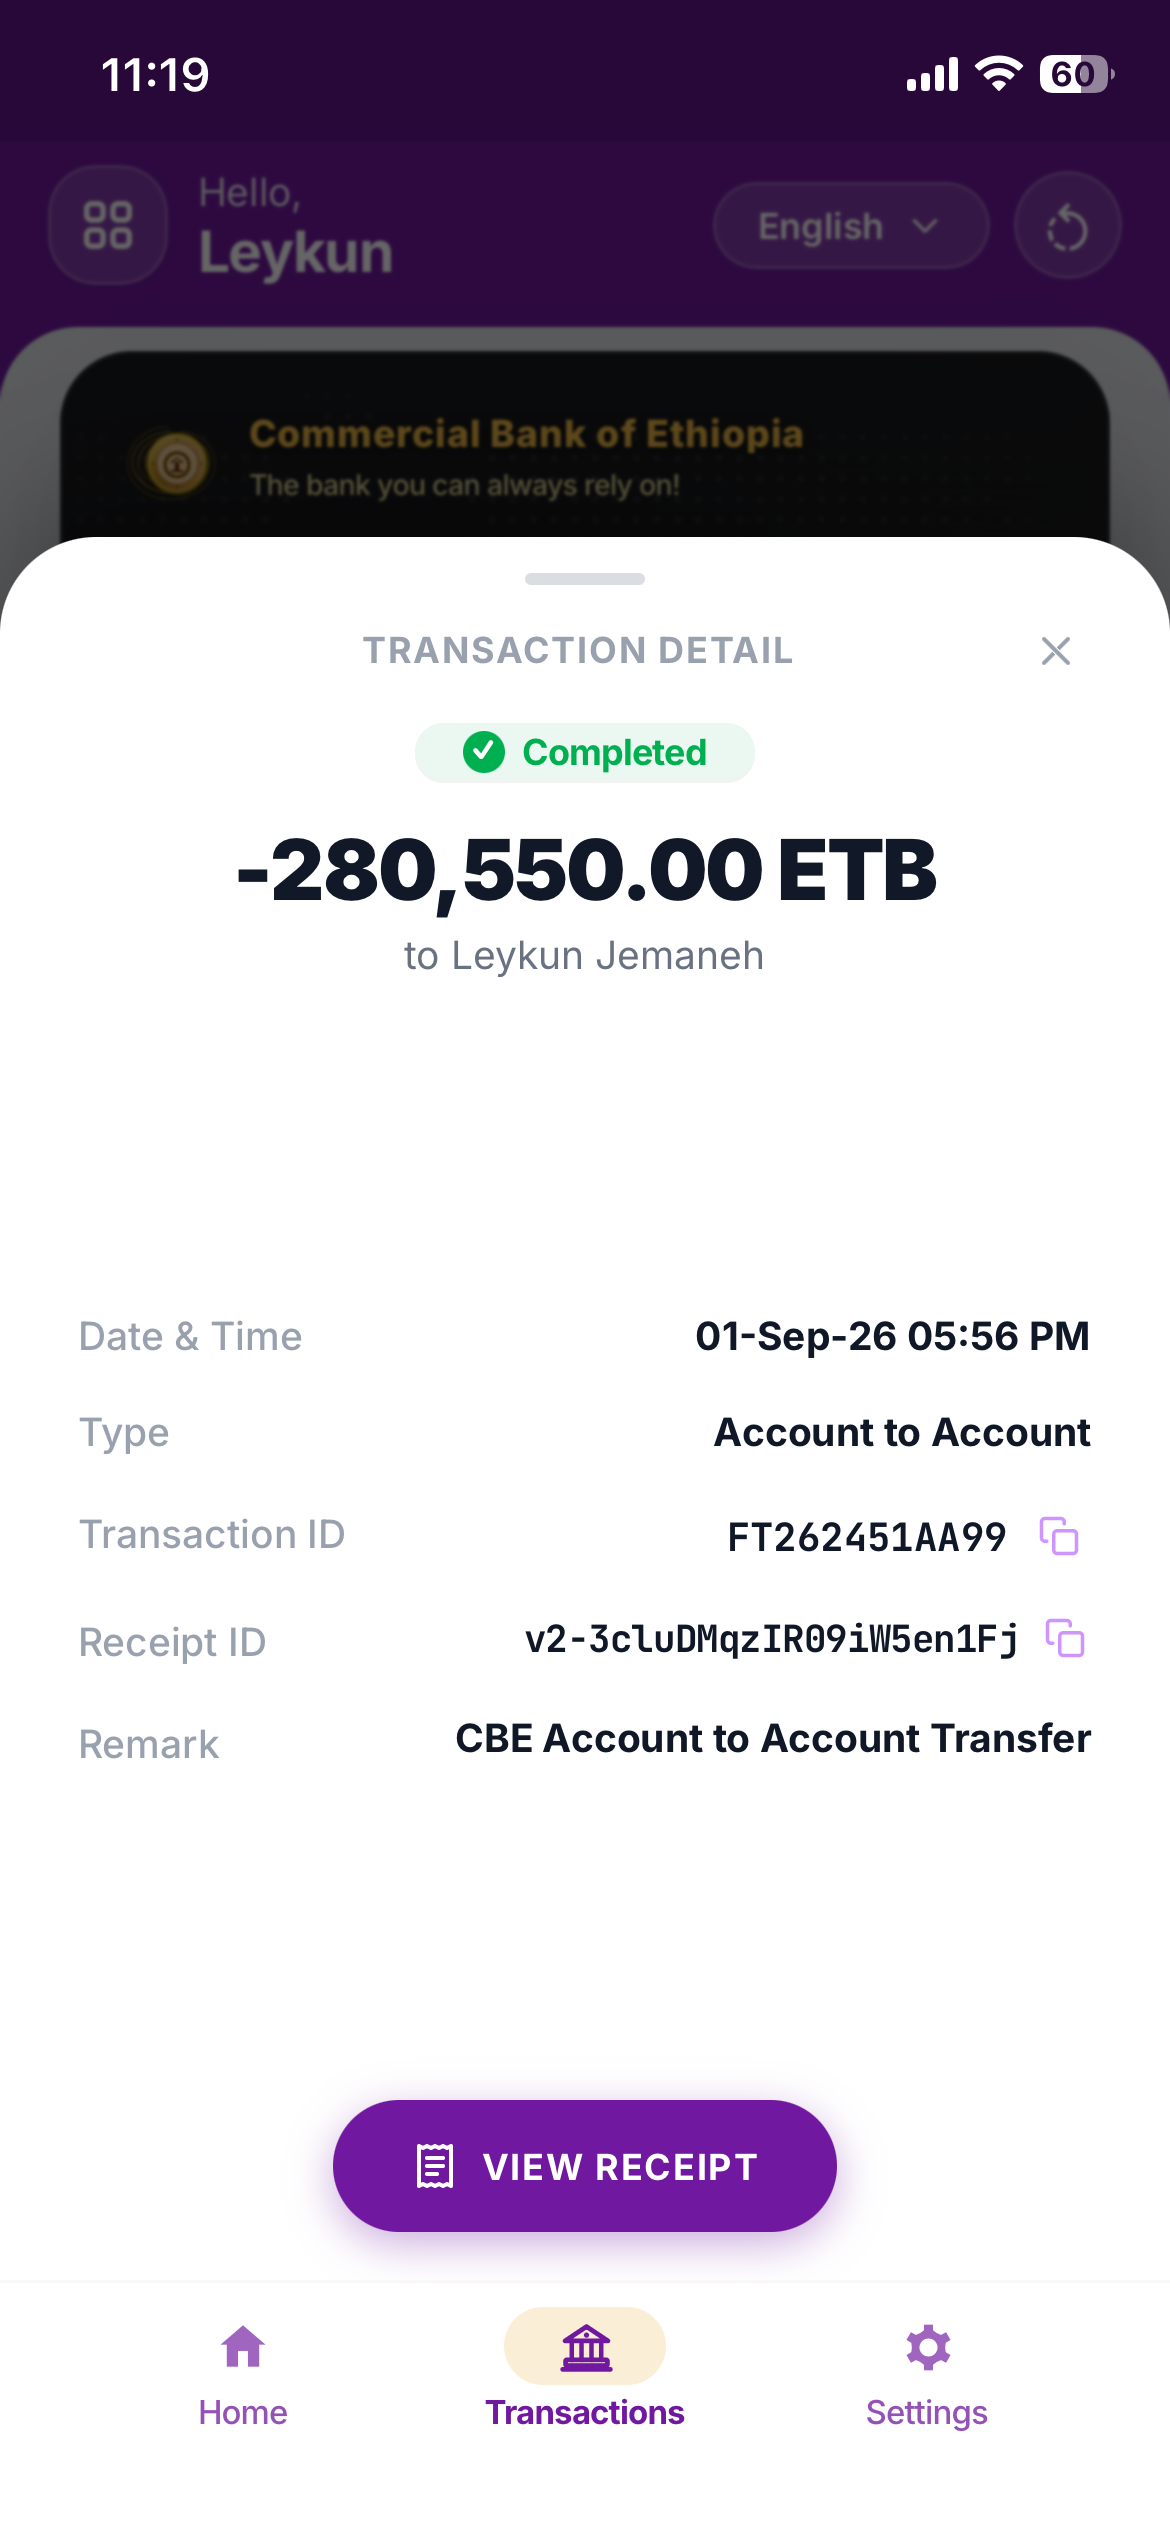 11:19
60
Hello,
Leykun
English
Commercial Bank of Ethiopia
The bank you can always rely on!
TRANSACTION DETAIL
Completed
-280,550.00 ETB
to Leykun Jemaneh
Date & Time 01-Sep-26 05:56 PM
Type Account to Account
Transaction ID FT262451AA99
Receipt ID v2-3cluDMqzIR09iW5en1Fj
Remark CBE Account to Account Transfer
VIEW RECEIPT
Home Transactions Settings